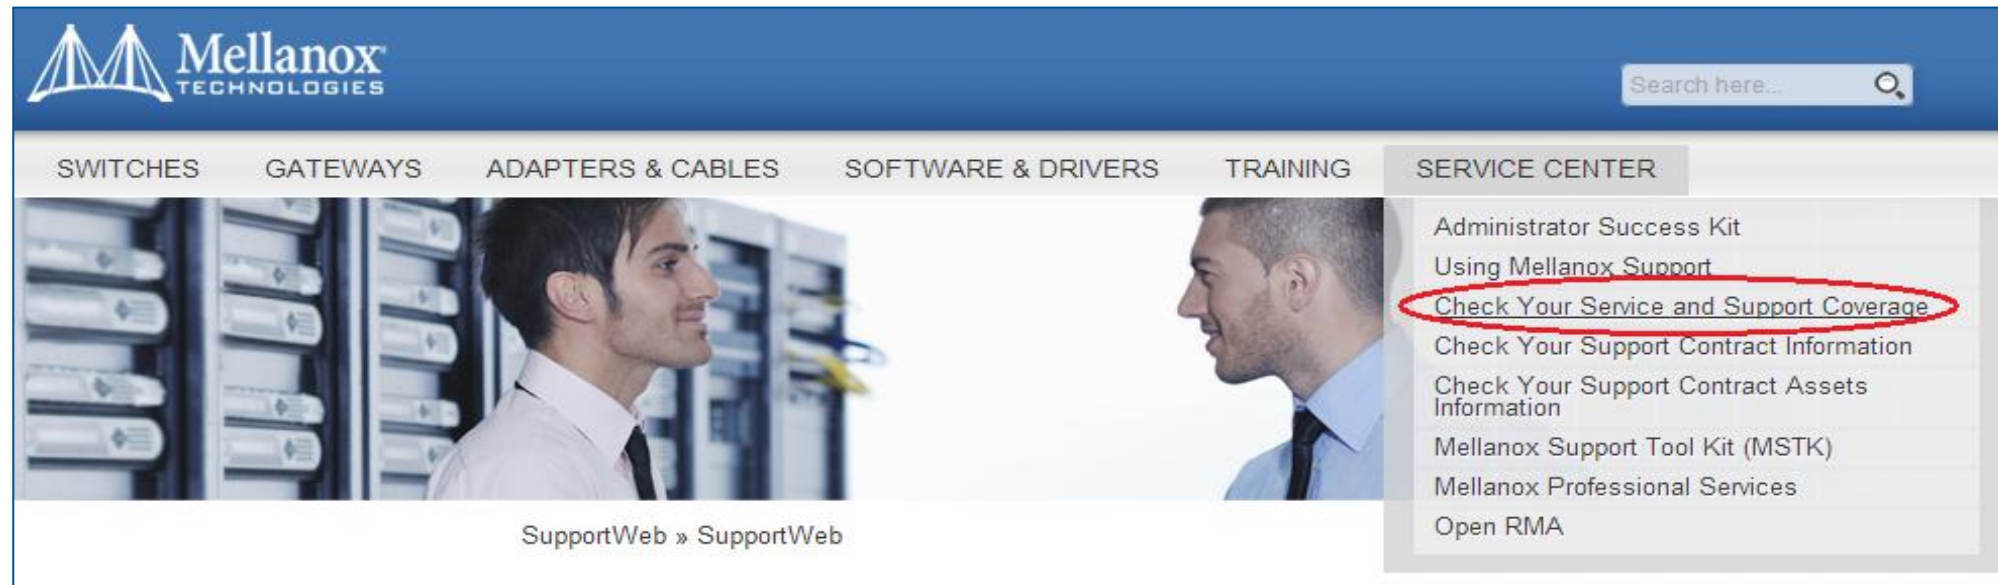 Mellanox
TECHNOLOGIES
Search here...
SWITCHES GATEWAYS ADAPTERS & CABLES SOFTWARE & DRIVERS TRAINING SERVICE CENTER
Administrator Success Kit
Using Mellanox Support
Check Your Service and Support Coverage
Check Your Support Contract Information
Check Your Support Contract Assets
Information
Mellanox Support Tool Kit (MSTK)
Mellanox Professional Services
Open RMA
SupportWeb » SupportWeb